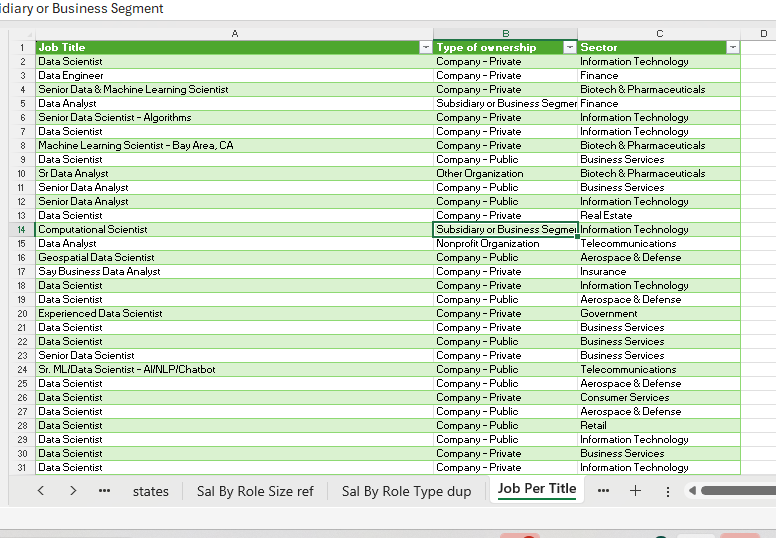 idiary or Business Segment
A B C D
1 Job Title Type of ownership Sector
2 Data Scientist Company - Private Information Technology
3 Data Engineer Company - Private Finance
4 Senior Data & Machine Learning Scientist Company - Private Biotech & Pharmaceuticals
5 Data Analyst Subsidiary or Business Segmer Finance
6 Senior Data Scientist - Algorithms Company - Private Information Technology
7 Data Scientist Company - Private Information Technology
8 Machine Learning Scientist - Bay Area, CA Company - Private Biotech & Pharmaceuticals
9 Data Scientist Company - Public Business Services
10 Sr Data Analyst Other Organization Biotech & Pharmaceuticals
11 Senior Data Analyst Company - Public Business Services
12 Senior Data Analyst Company - Public Information Technology
13 Data Scientist Company - Private Real Estate
14 Computational Scientist Subsidiary or Business Segmer Information Technology
15 Data Analyst Nonprofit Organization Telecommunications
16 Geospatial Data Scientist Company - Public Aerospace & Defense
17 Say Business Data Analyst Company - Private Insurance
18 Data Scientist Company - Private Information Technology
19 Data Scientist Company - Public Aerospace & Defense
20 Experienced Data Scientist Company - Private Government
21 Data Scientist Company - Private Business Services
22 Data Scientist Company - Public Business Services
23 Senior Data Scientist Company - Private Business Services
24 Sr. ML/Data Scientist - AI/NLP/Chatbot Company - Public Telecommunications
25 Data Scientist Company - Public Aerospace & Defense
26 Data Scientist Company - Private Consumer Services
27 Data Scientist Company - Public Aerospace & Defense
28 Data Scientist Company - Public Retail
29 Data Scientist Company - Public Information Technology
30 Data Scientist Company - Private Business Services
31 Data Scientist Company - Private Information Technology
states Sal By Role Size ref Sal By Role Type dup Job Per Title